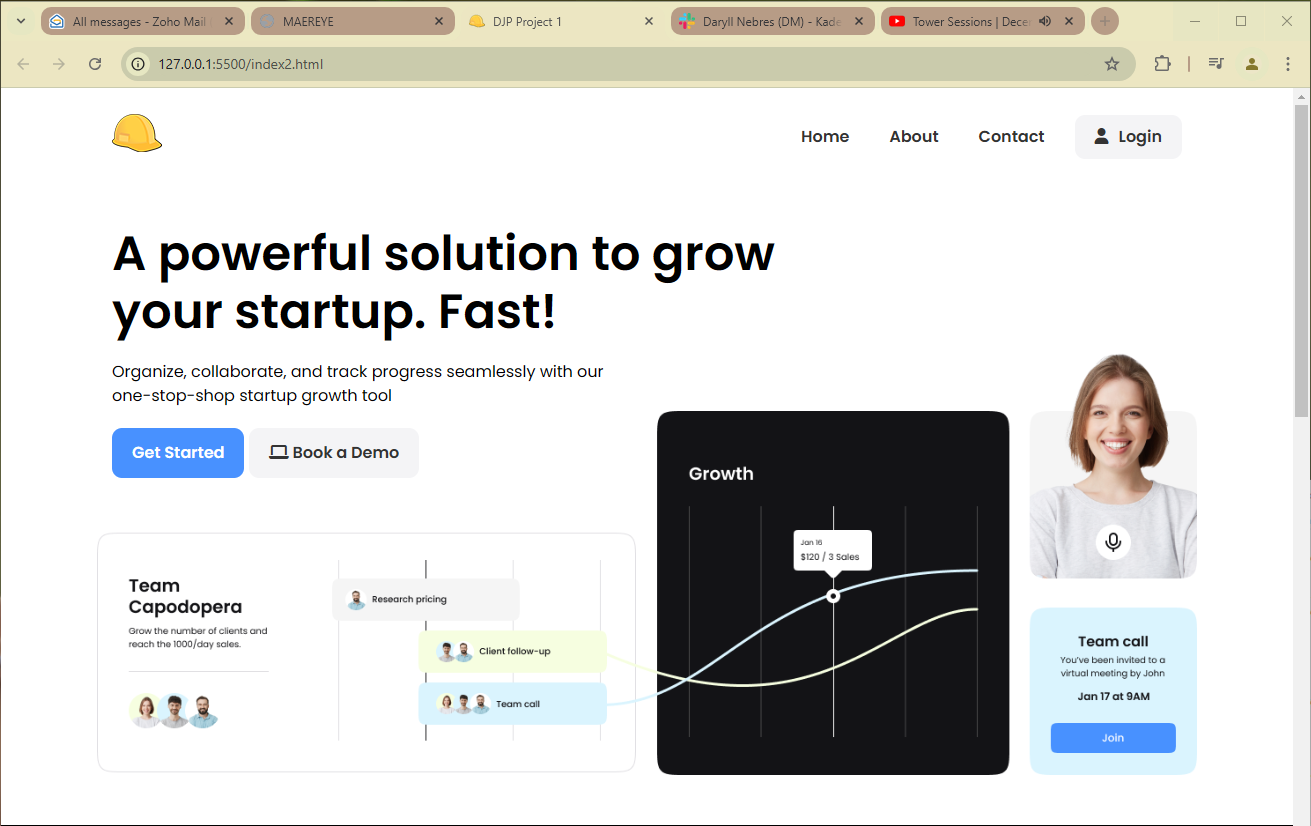 All messages - Zoho Mail
MAEREYE
DJP Project 1
Daryll Nebres (DM) - Kade
Tower Sessions | Dece
127.0.0.1:5500/index2.html
Home
About
Contact
Login
A powerful solution to grow
your startup. Fast!
Organize, collaborate, and track progress seamlessly with our
one-stop-shop startup growth tool
Get Started
Book a Demo
Growth
Jan 16
$120 / 3 Sales
Team
Capodopera
Grow the number of clients and
reach the 1000/day sales.
Research pricing
Client follow-up
Team call
Team call
You've been invited to a
virtual meeting by John
Jan 17 at 9AM
Join